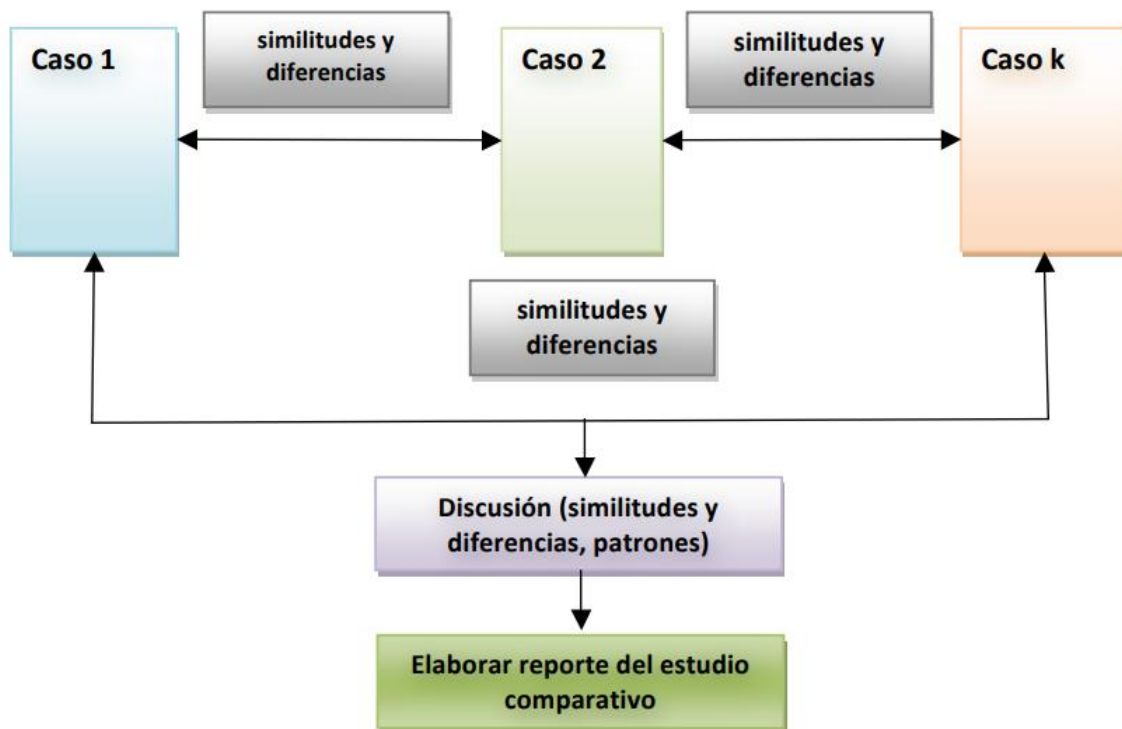 Caso 1
similitudes y
diferencias
Caso 2
similitudes y
diferencias
Caso k
similitudes y
diferencias
Discusión (similitudes y
diferencias, patrones)
Elaborar reporte del estudio
comparativo